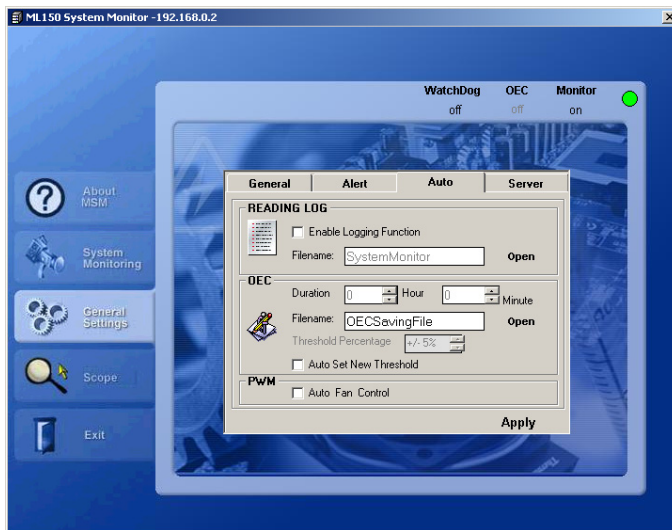 ML150 System Monitor -192.168.0.2
WatchDog OEC Monitor
off off on
About
MSM
System
Monitoring
General
Settings
Scope
Exit
General Alert Auto Server
READING LOG
Enable Logging Function
Filename: SystemMonitor Open
OEC
Duration 0 Hour 0 Minute
Filename: OECSavingFile Open
Threshold Percentage +/- 5%
Auto Set New Threshold
PWM
Auto Fan Control
Apply